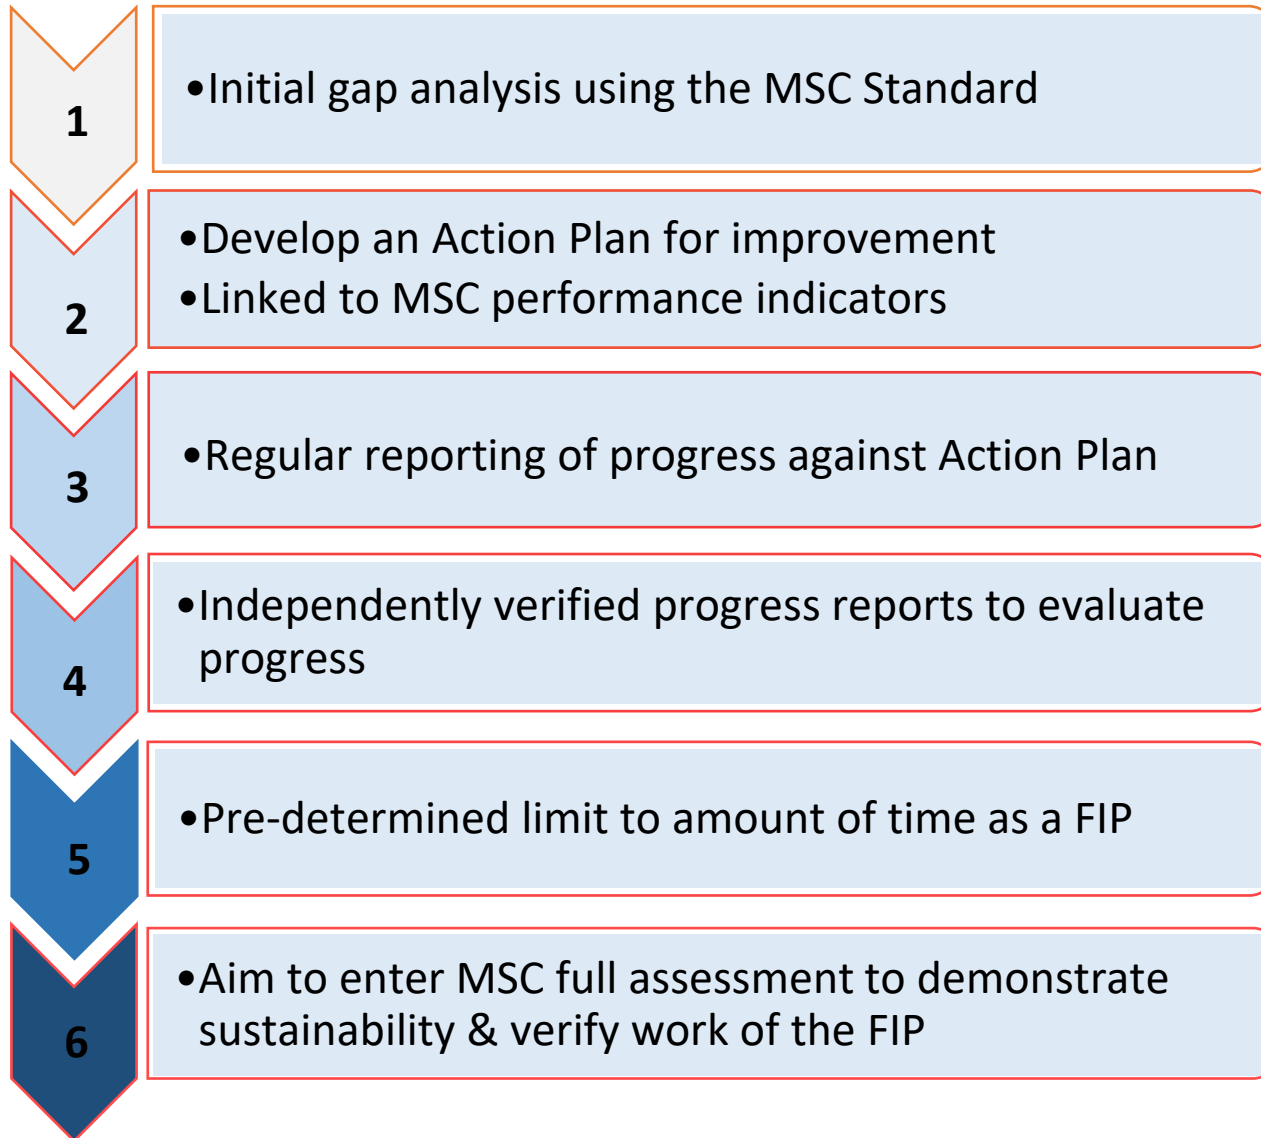 1
•Initial gap analysis using the MSC Standard
2
•Develop an Action Plan for improvement
•Linked to MSC performance indicators
3
•Regular reporting of progress against Action Plan
4
•Independently verified progress reports to evaluate
progress
5
•Pre-determined limit to amount of time as a FIP
6
•Aim to enter MSC full assessment to demonstrate
sustainability & verify work of the FIP